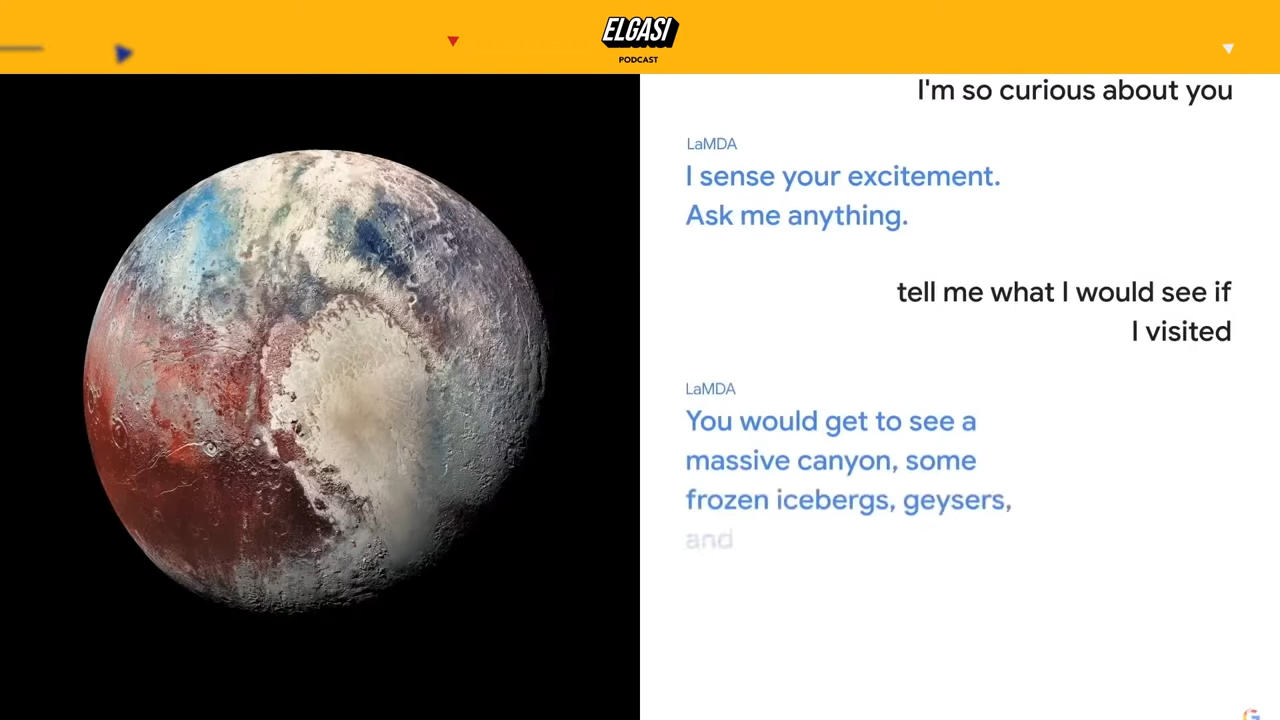 ELGASI
PODCAST
I'm so curious about you
LaMDA
I sense your excitement.
Ask me anything.
tell me what I would see if
I visited
LaMDA
You would get to see a
massive canyon, some
frozen icebergs, geysers,
and